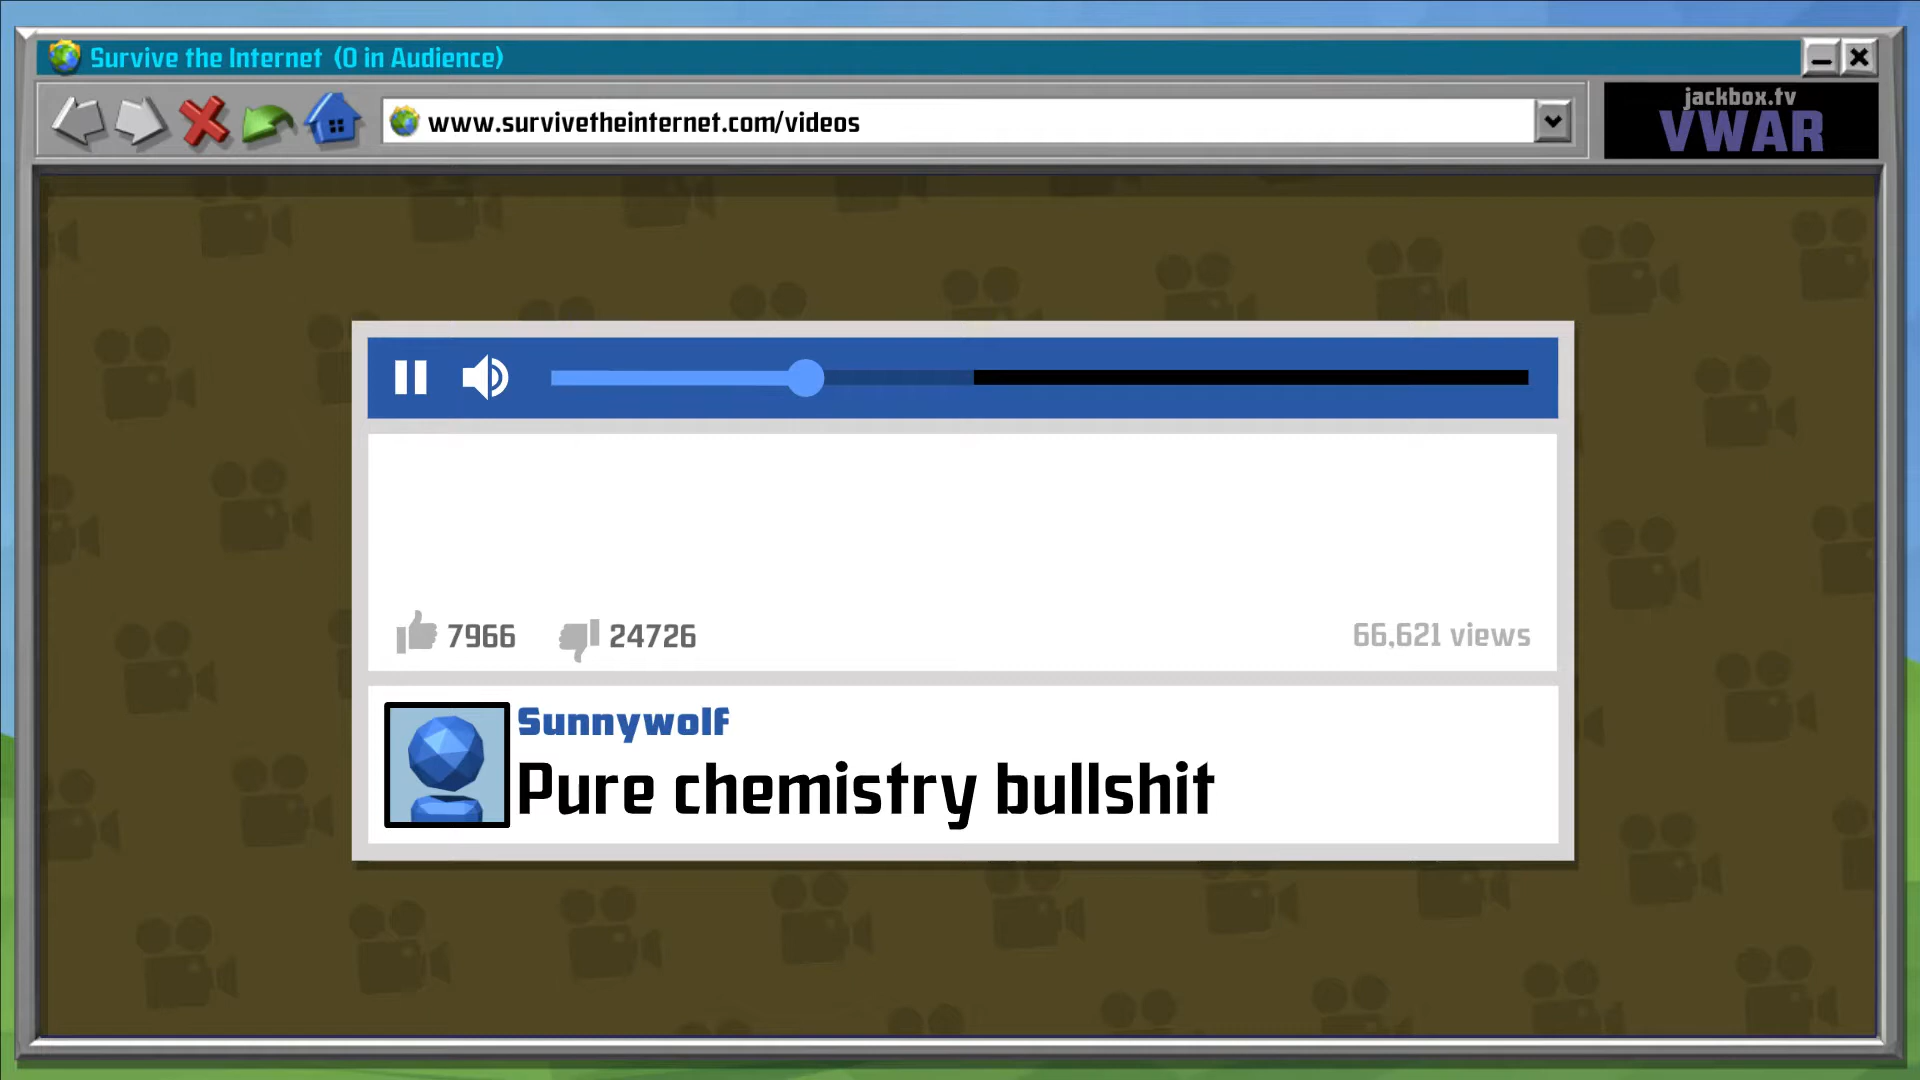 Survive the Internet (0 in Audience)
www.survivetheinternet.com/videos
jackbox.tv
VWAR
7966 24726 66,621 views
Sunnywolf
Pure chemistry bullshit